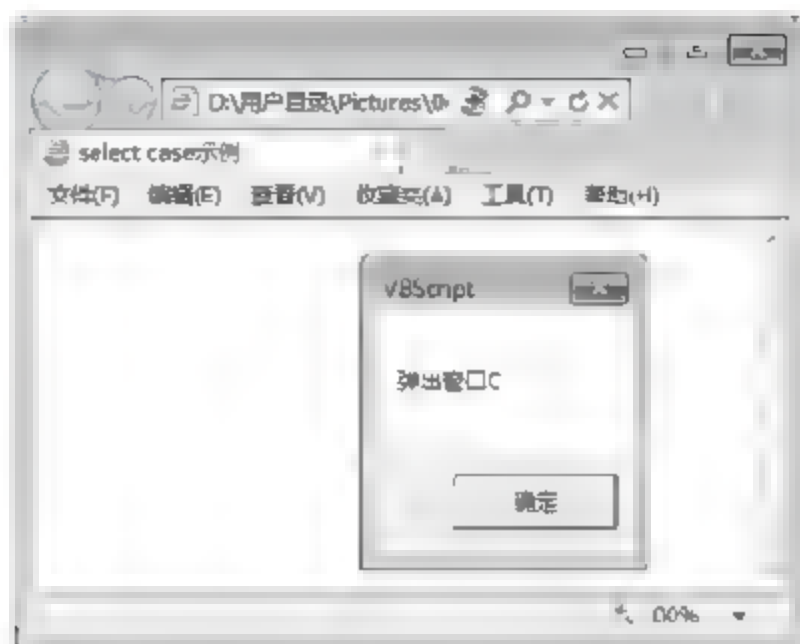 D:\用户目录\Pictures\0
select case示例
文件(F) 编辑(E) 查看(V) 收藏夹(A) 工具(T) 帮助(H)
VBScript
弹出窗口C
确定
00%